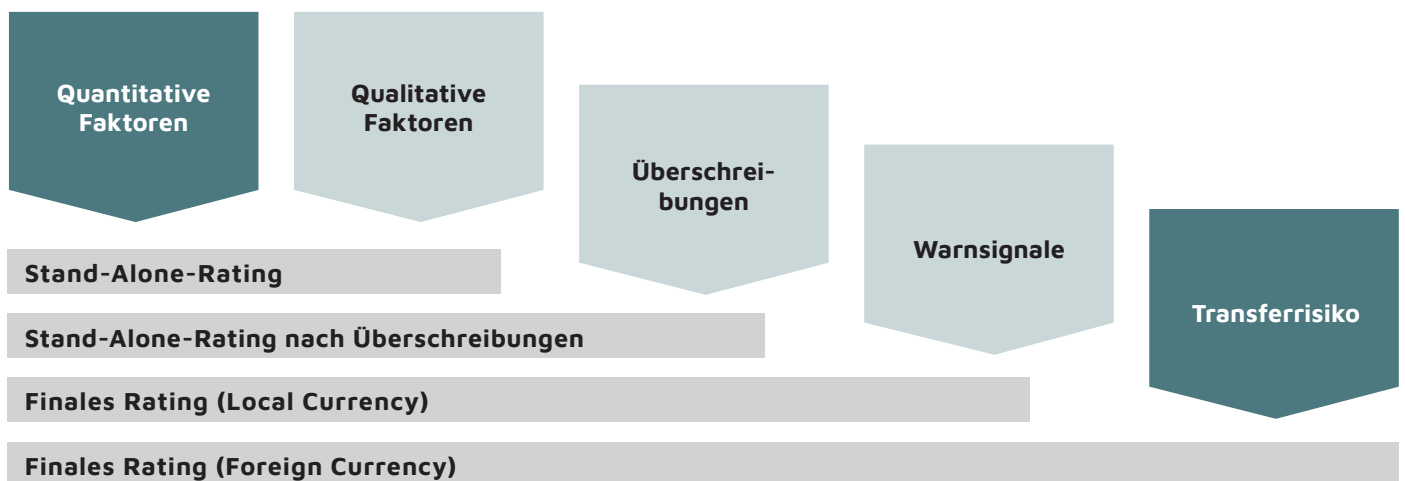 Quantitative
Faktoren
Qualitative
Faktoren
Überschrei-
bungen
Warnsignale
Transferrisiko
Stand-Alone-Rating
Stand-Alone-Rating nach Überschreibungen
Finales Rating (Local Currency)
Finales Rating (Foreign Currency)